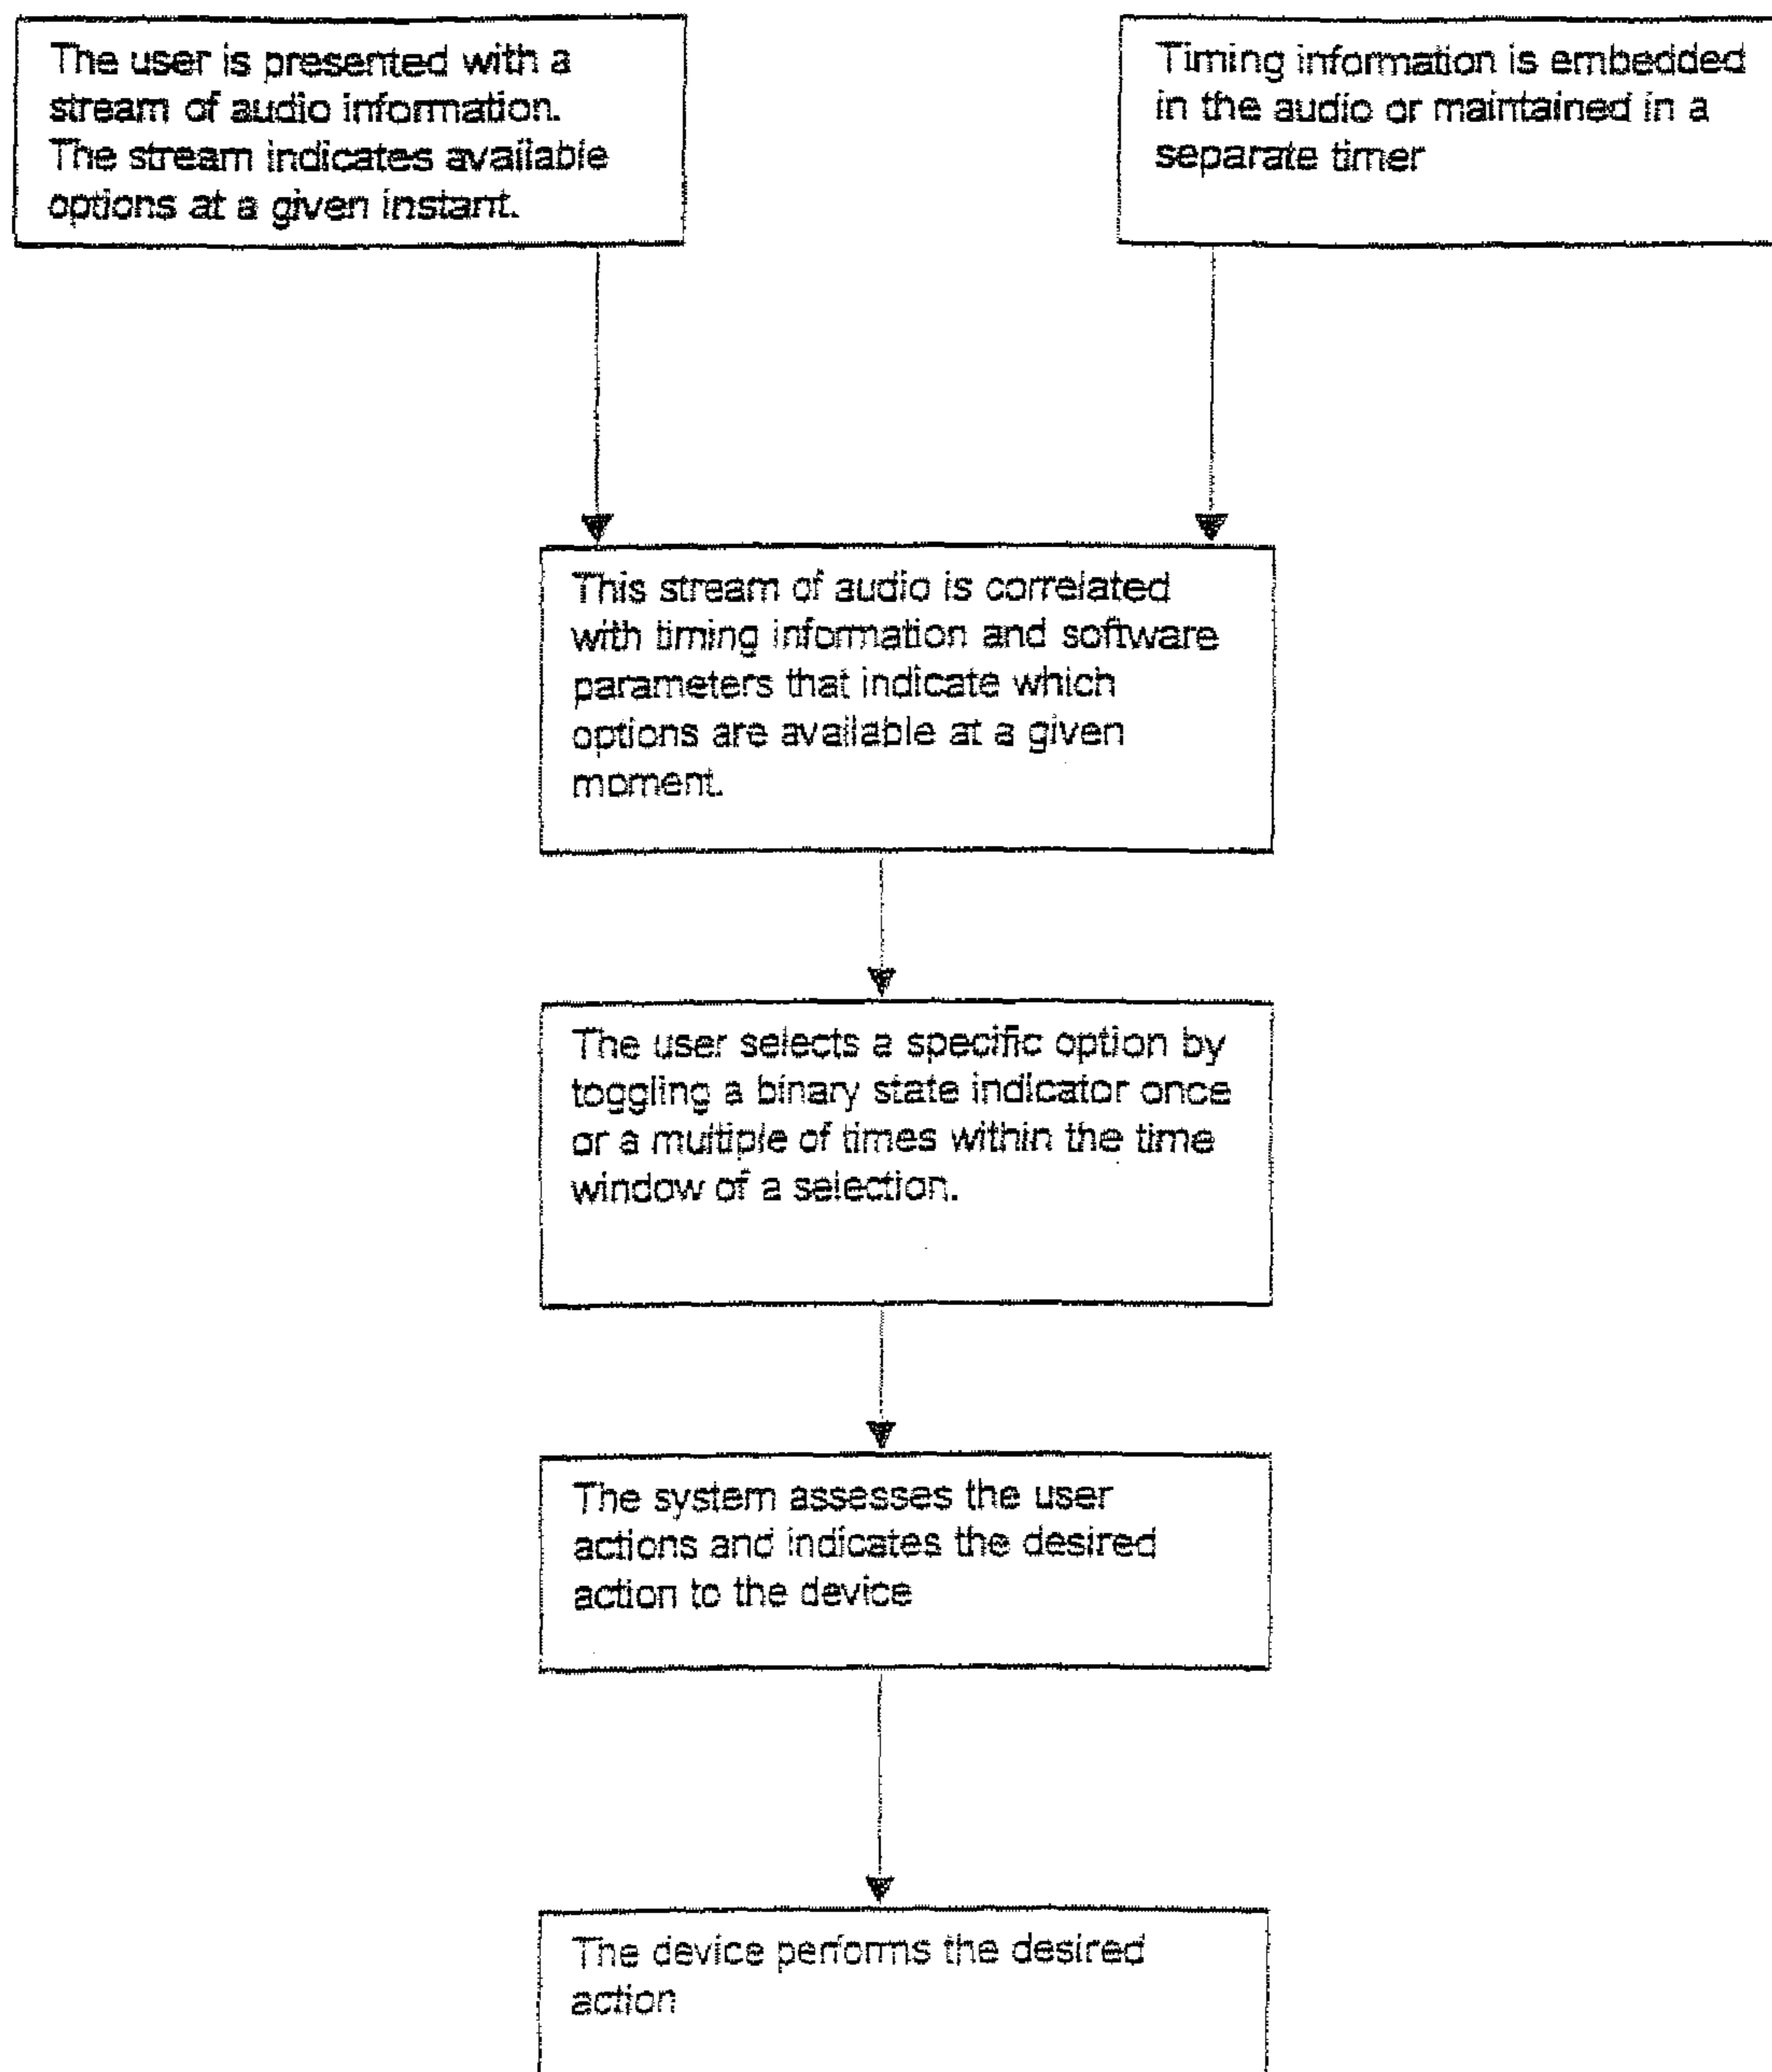 The user is presented with a
stream of audio information.
The stream indicates available
options at a given instant.
Timing information is embedded
in the audio or maintained in a
separate timer
This stream of audio is correlated
with timing information and software
parameters that indicate which
options are available at a given
moment.
The user selects a specific option by
toggling a binary state indicator once
or a multiple of times within the time
window of a selection.
The system assesses the user
actions and indicates the desired
action to the device
The device performs the desired
action